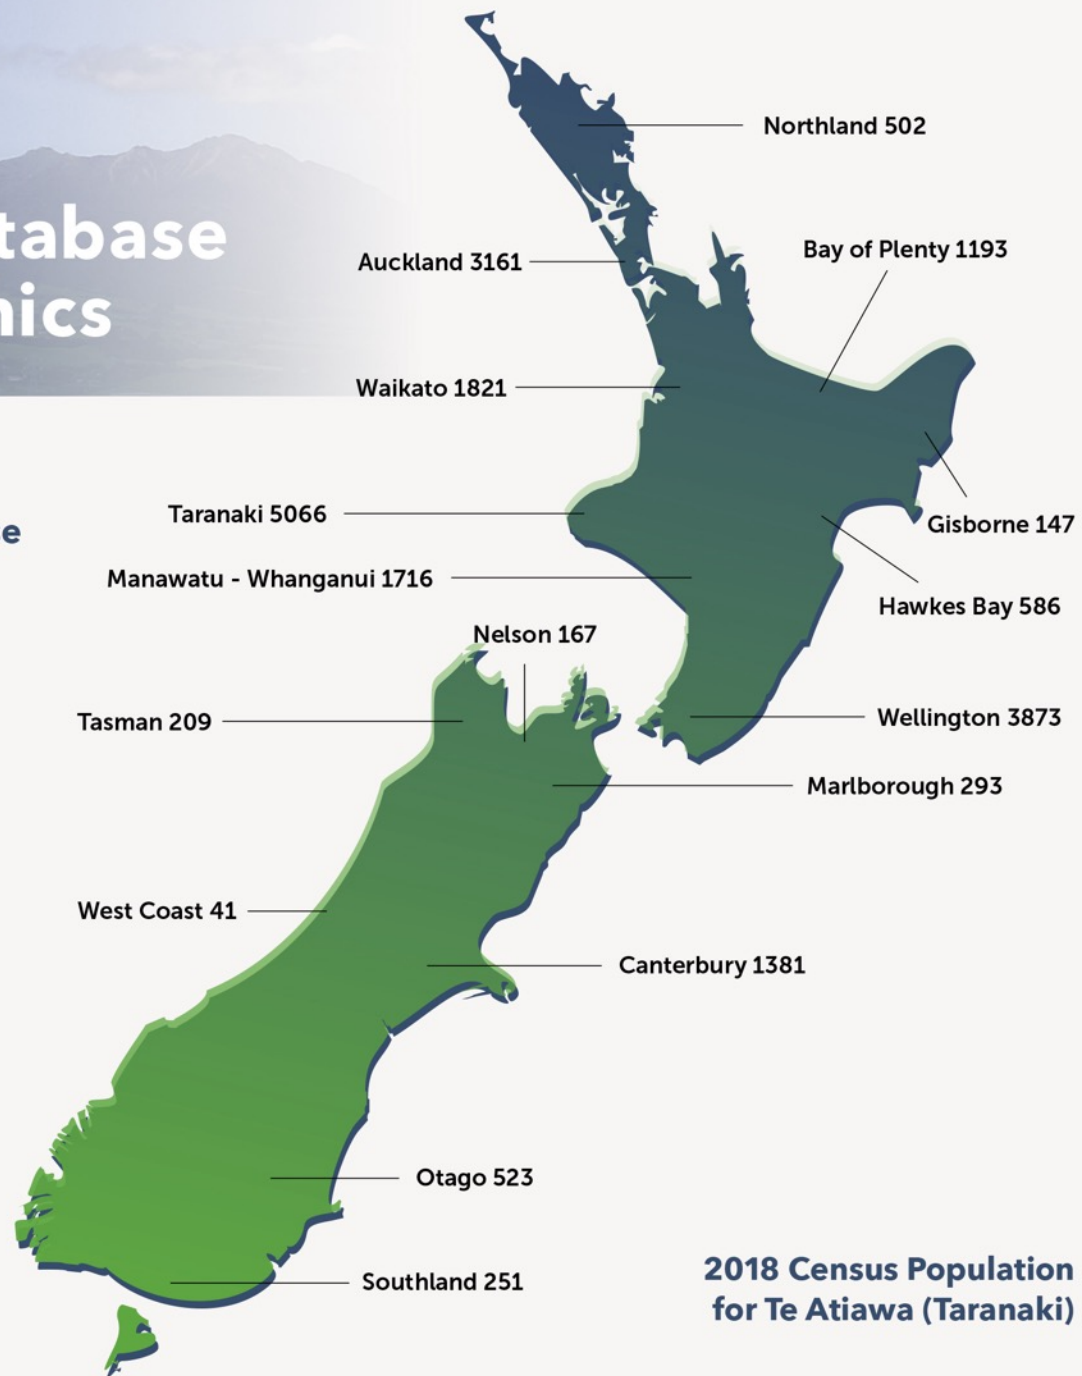 tabase
nics
e
Northland 502
Auckland 3161
Bay of Plenty 1193
Waikato 1821
Taranaki 5066
Gisborne 147
Manawatu - Whanganui 1716
Hawkes Bay 586
Nelson 167
Tasman 209
Wellington 3873
Marlborough 293
West Coast 41
Canterbury 1381
Otago 523
Southland 251
2018 Census Population
for Te Atiawa (Taranaki)